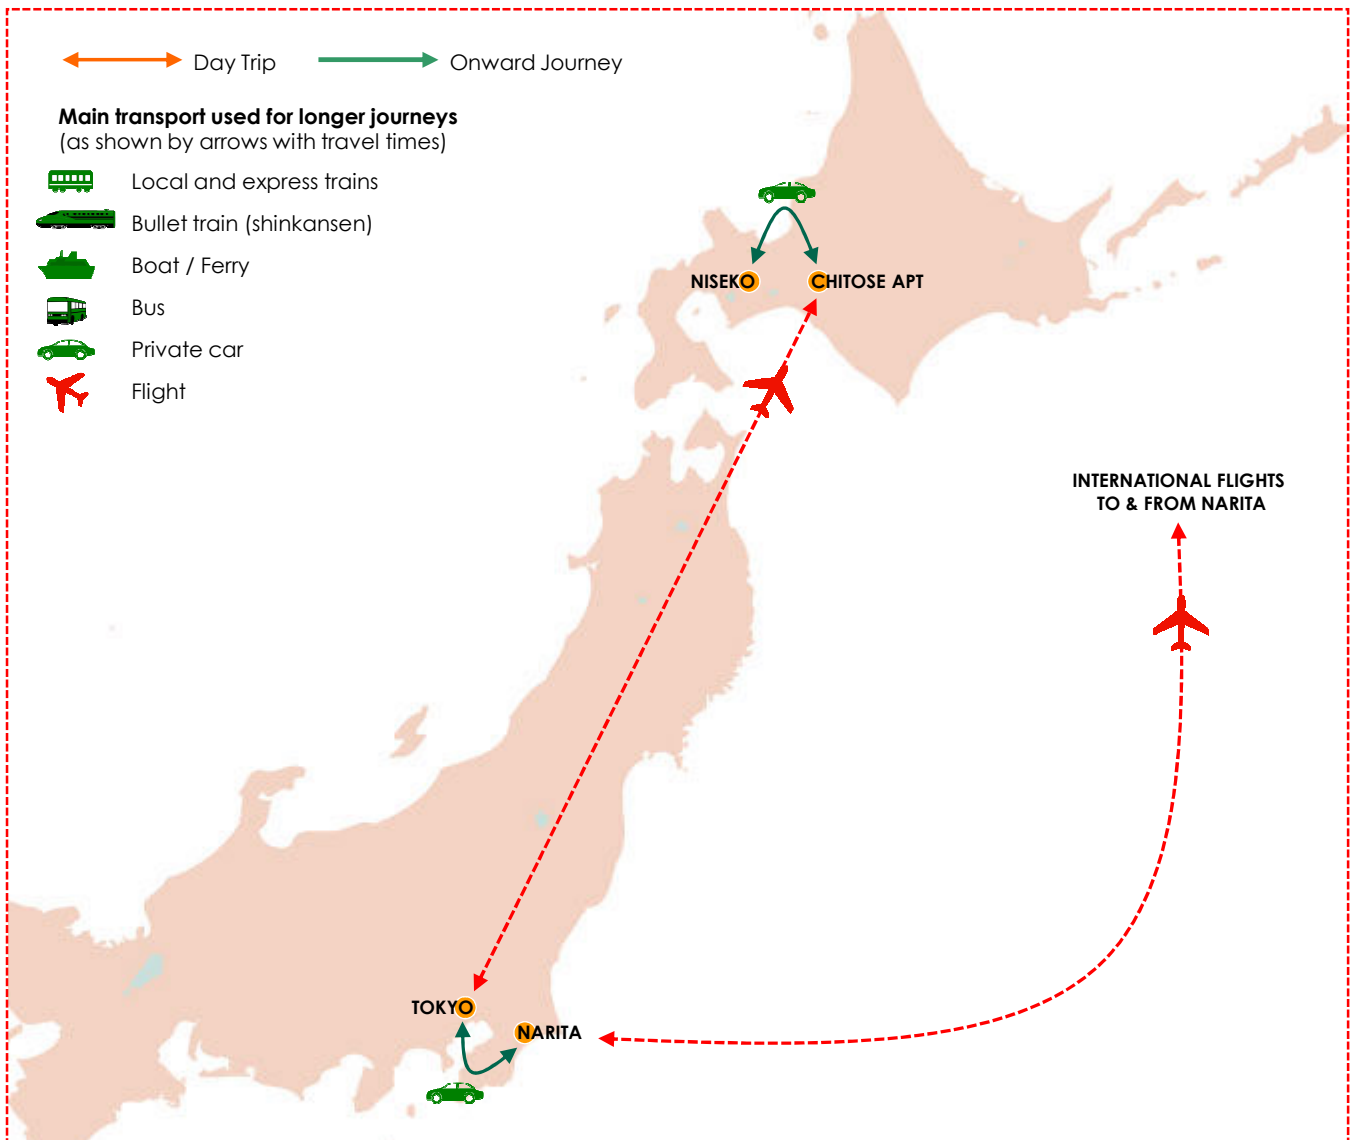 Day Trip
Onward Journey
Main transport used for longer journeys
(as shown by arrows with travel times)
Local and express trains
Bullet train (shinkansen)
Boat / Ferry
Bus
Private car
Flight
NISEKO
CHITOSE APT
INTERNATIONAL FLIGHTS
TO & FROM NARITA
TOKYO
NARITA